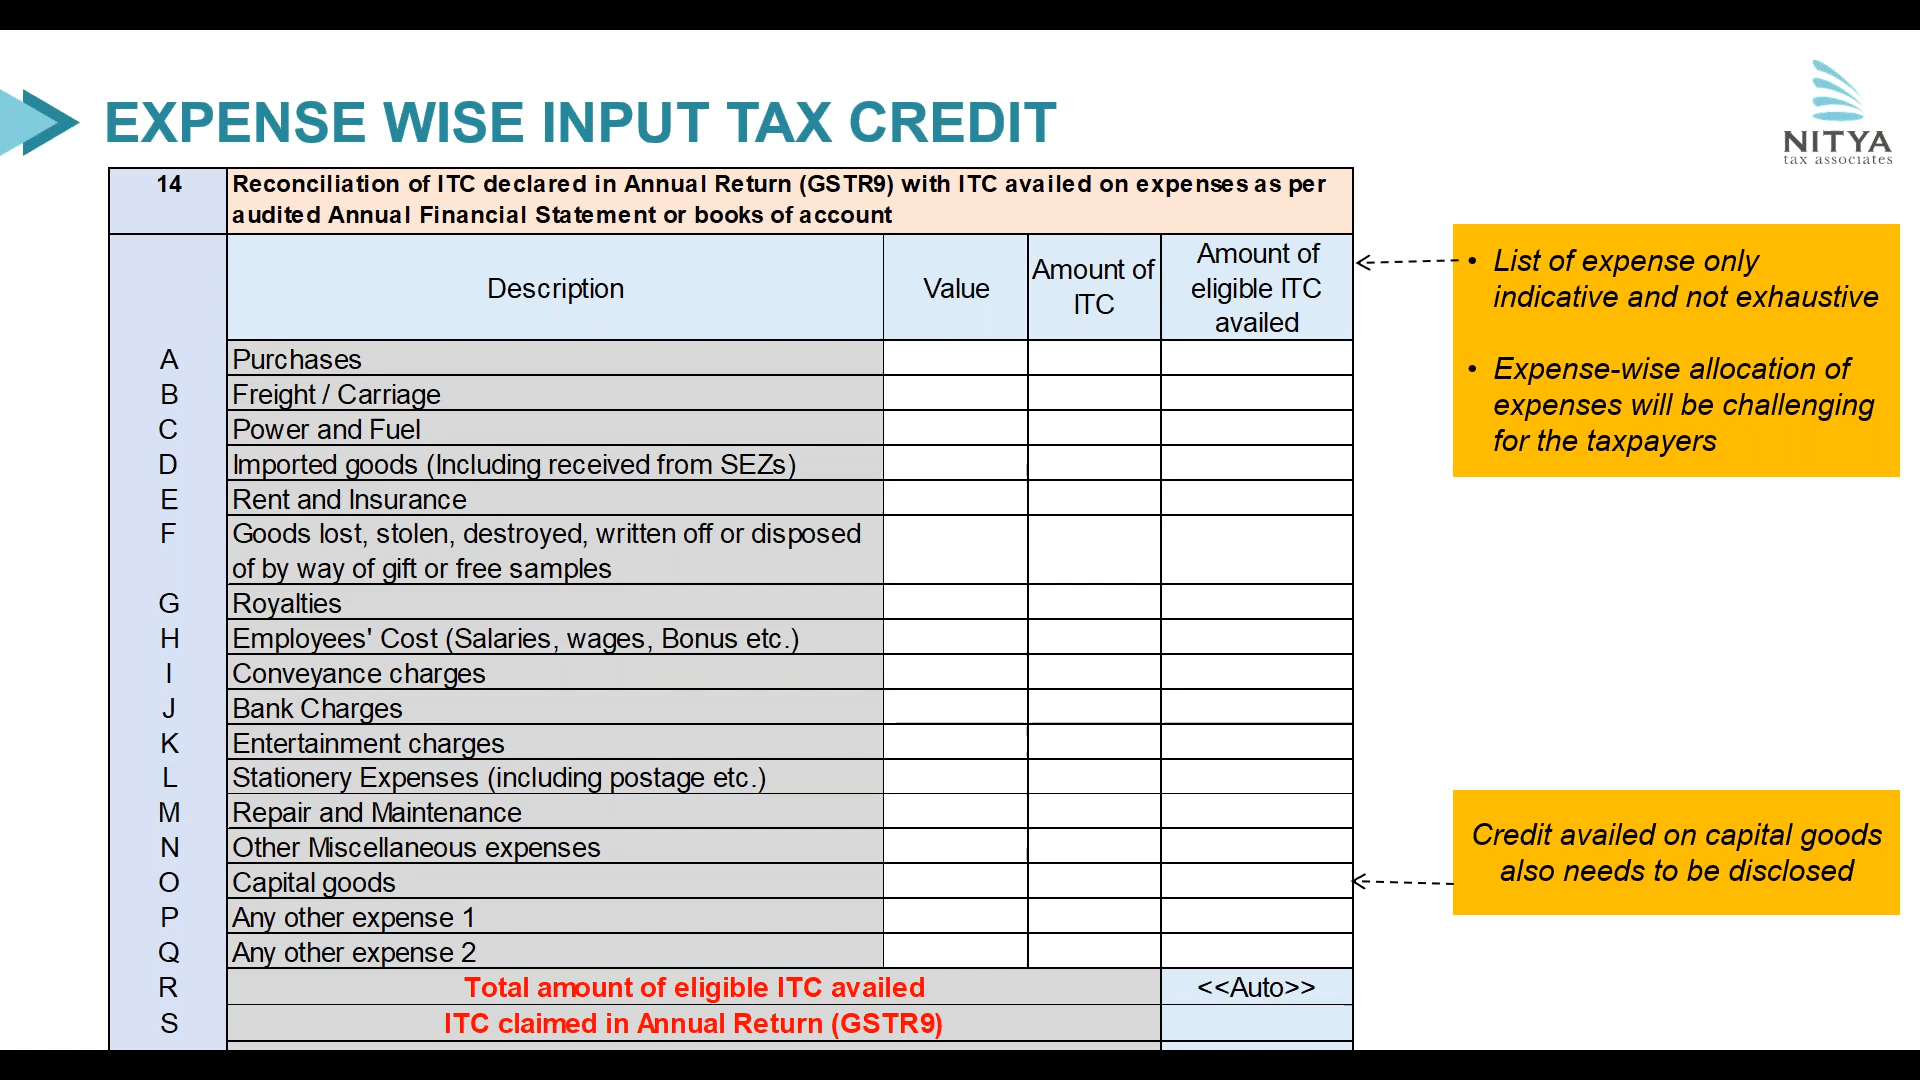 EXPENSE WISE INPUT TAX CREDIT
NITYA
tax associates
14 Reconciliation of ITC declared in Annual Return (GSTR9) with ITC availed on expenses as per
audited Annual Financial Statement or books of account
Description Value Amount of ITC Amount of eligible ITC availed
A Purchases
B Freight / Carriage
C Power and Fuel
D Imported goods (Including received from SEZs)
E Rent and Insurance
F Goods lost, stolen, destroyed, written off or disposed
of by way of gift or free samples
G Royalties
H Employees' Cost (Salaries, wages, Bonus etc.)
I Conveyance charges
J Bank Charges
K Entertainment charges
L Stationery Expenses (including postage etc.)
M Repair and Maintenance
N Other Miscellaneous expenses
O Capital goods
P Any other expense 1
Q Any other expense 2
R Total amount of eligible ITC availed <<Auto>>
S ITC claimed in Annual Return (GSTR9)
• List of expense only
indicative and not exhaustive
• Expense-wise allocation of
expenses will be challenging
for the taxpayers
Credit availed on capital goods
also needs to be disclosed